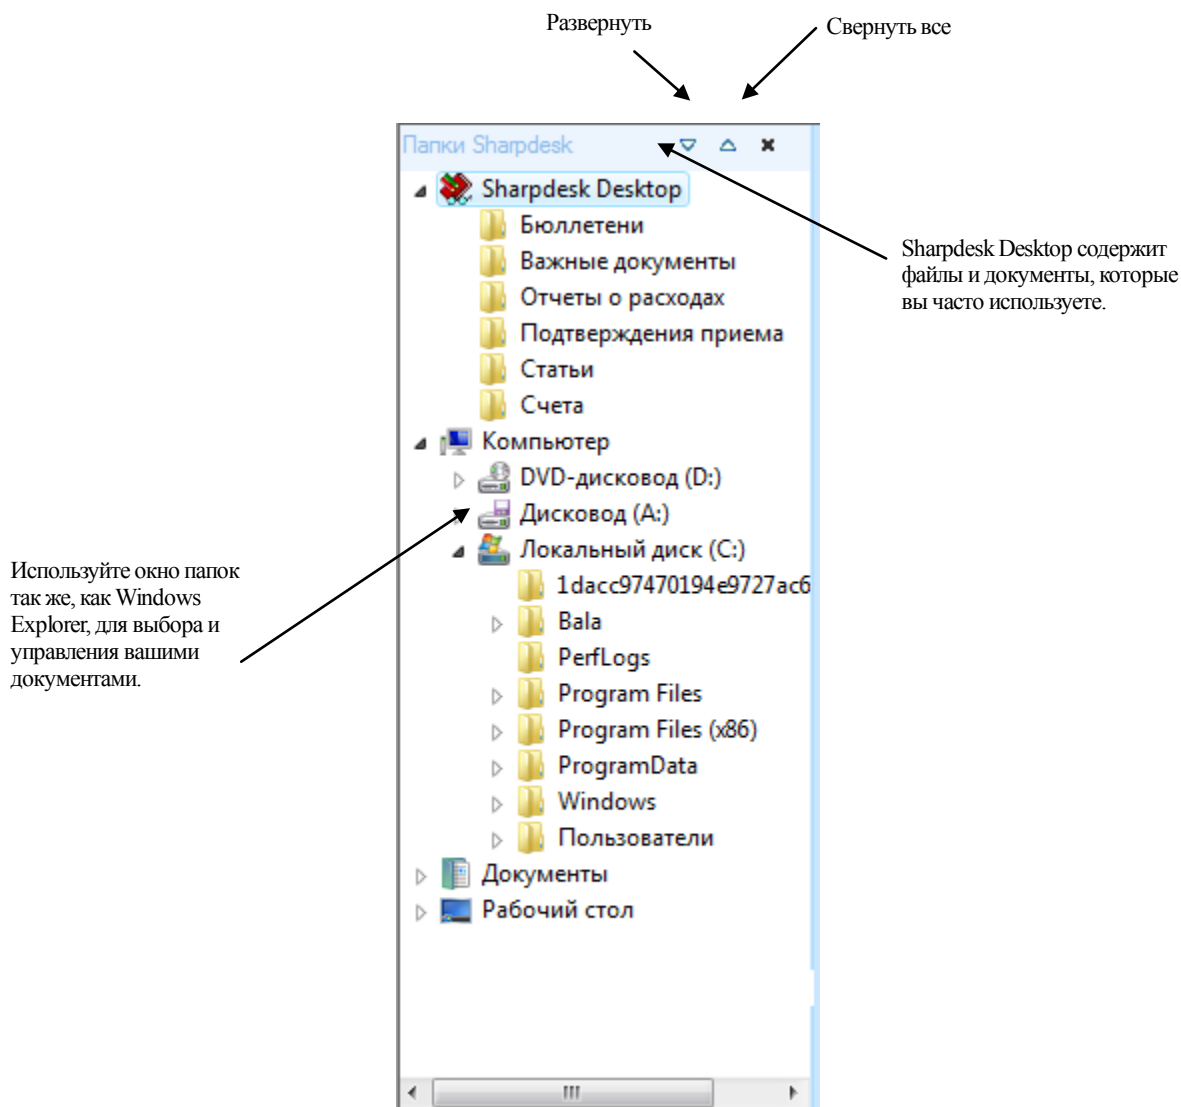 Развернуть
Свернуть все
Папки Sharpdesk
Sharpdesk Desktop
Бюллетени
Важные документы
Отчеты о расходах
Подтверждения приема
Статьи
Счета
Sharpdesk Desktop содержит
файлы и документы, которые
вы часто используете.
Компьютер
DVD-дисковод (D:)
Дисковод (A:)
Локальный диск (C:)
1dacc97470194e9727ac6
Bala
PerfLogs
Program Files
Program Files (x86)
ProgramData
Windows
Пользователи
Документы
Рабочий стол
Используйте окно папок
так же, как Windows
Explorer, для выбора и
управления вашими
документами.